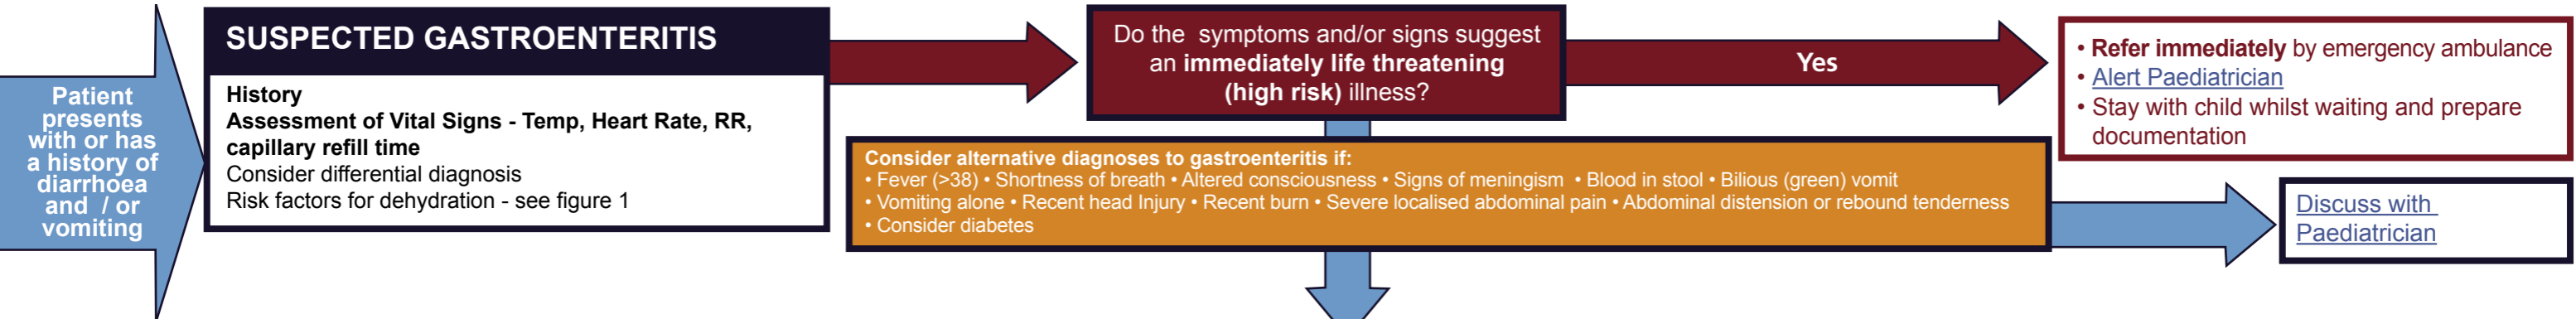 Patient
presents
with or has
a history of
diarrhoea
and / or
vomiting
SUSPECTED GASTROENTERITIS
History
Assessment of Vital Signs - Temp, Heart Rate, RR,
capillary refill time
Consider differential diagnosis
Risk factors for dehydration - see figure 1
Do the symptoms and/or signs suggest
an immediately life threatening
(high risk) illness?
Yes
• Refer immediately by emergency ambulance
• Alert Paediatrician
• Stay with child whilst waiting and prepare
documentation
Consider alternative diagnoses to gastroenteritis if:
• Fever (>38) • Shortness of breath • Altered consciousness • Signs of meningism • Blood in stool • Bilious (green) vomit
• Vomiting alone • Recent head Injury • Recent burn • Severe localised abdominal pain • Abdominal distension or rebound tenderness
• Consider diabetes
Discuss with
Paediatrician